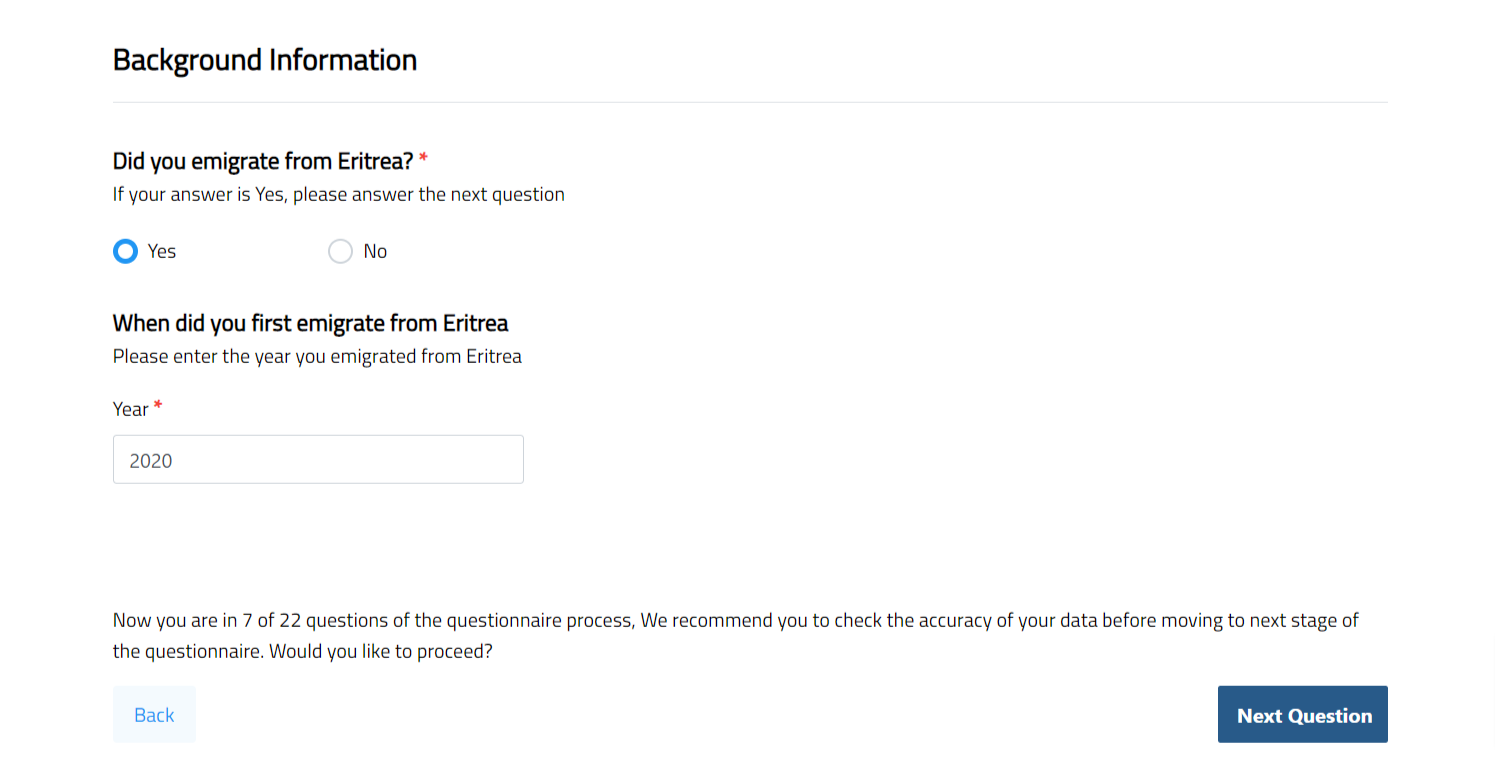 Background Information
Did you emigrate from Eritrea? *
If your answer is Yes, please answer the next question
Yes
No
When did you first emigrate from Eritrea
Please enter the year you emigrated from Eritrea
Year *
2020
Now you are in 7 of 22 questions of the questionnaire process, We recommend you to check the accuracy of your data before moving to next stage of
the questionnaire. Would you like to proceed?
Back
Next Question